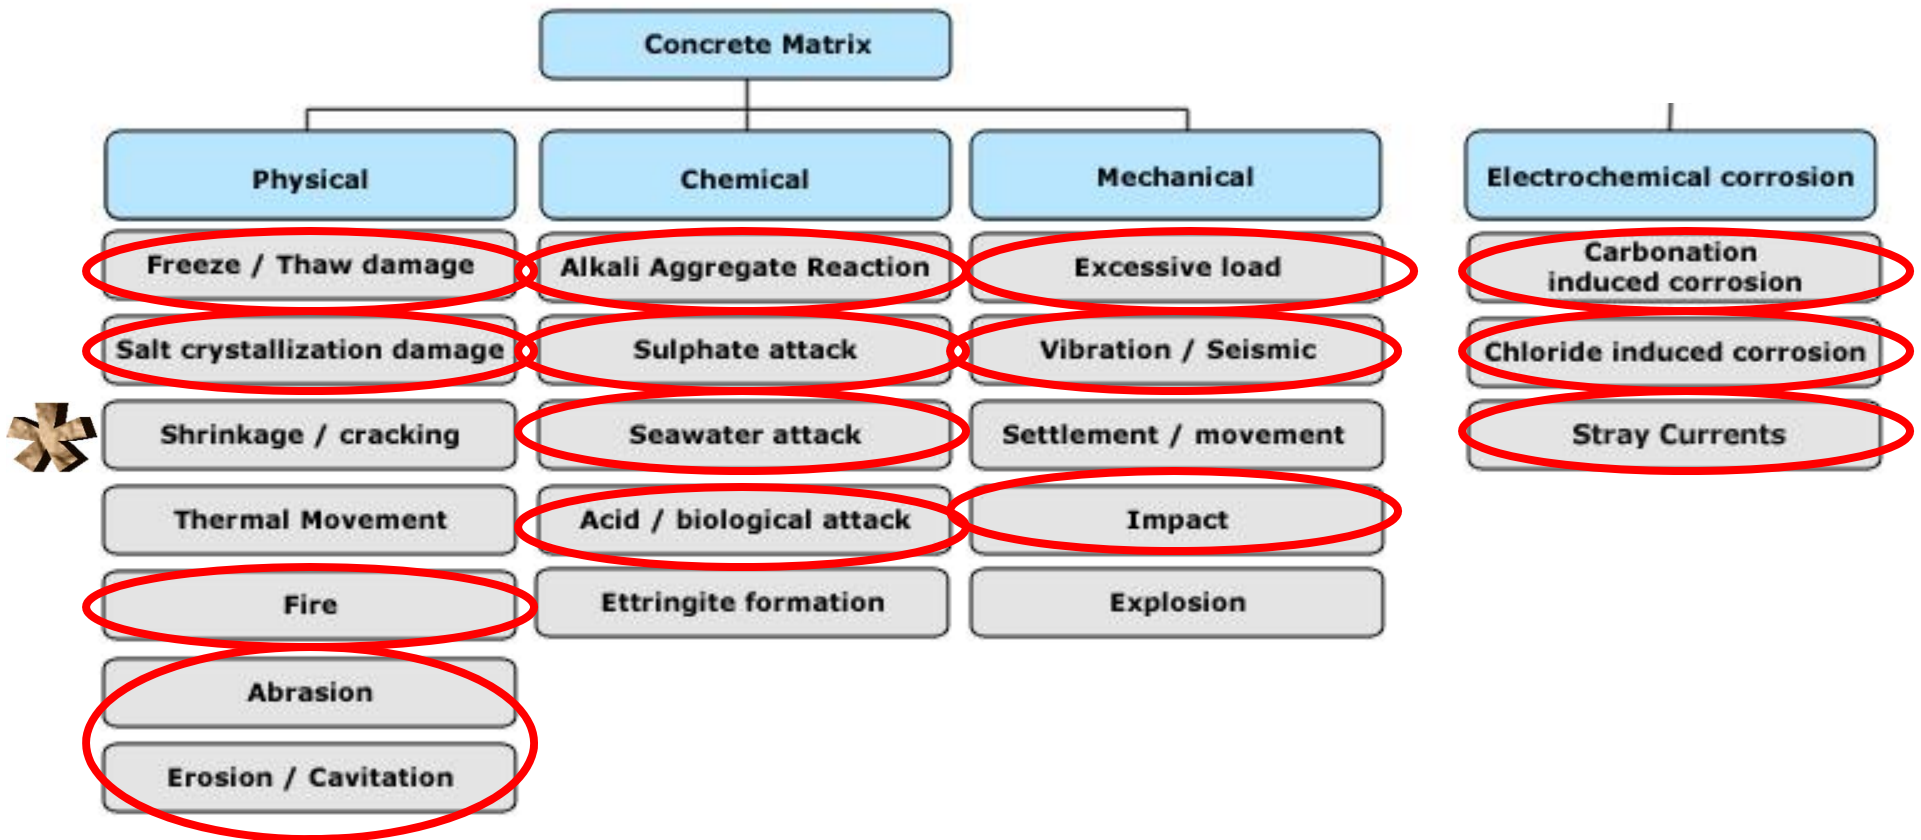 Concrete Matrix
Physical
Chemical
Mechanical
Electrochemical corrosion
Freeze / Thaw damage
Alkali Aggregate Reaction
Excessive load
Carbonation
induced corrosion
Salt crystallization damage
Sulphate attack
Vibration / Seismic
Chloride induced corrosion
Shrinkage / cracking
Seawater attack
Settlement / movement
Stray Currents
Thermal Movement
Acid / biological attack
Impact
Fire
Ettringite formation
Explosion
Abrasion
Erosion / Cavitation